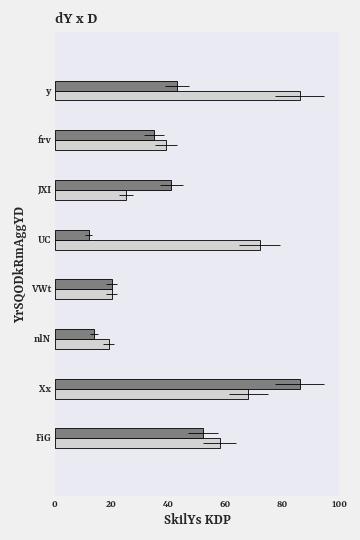 dY x D
y
frv
JXI
UC
VWt
nlN
Xx
FiG
YrSQODkRmAggYD
0 20 40 60 80 100
SkilYs KDP